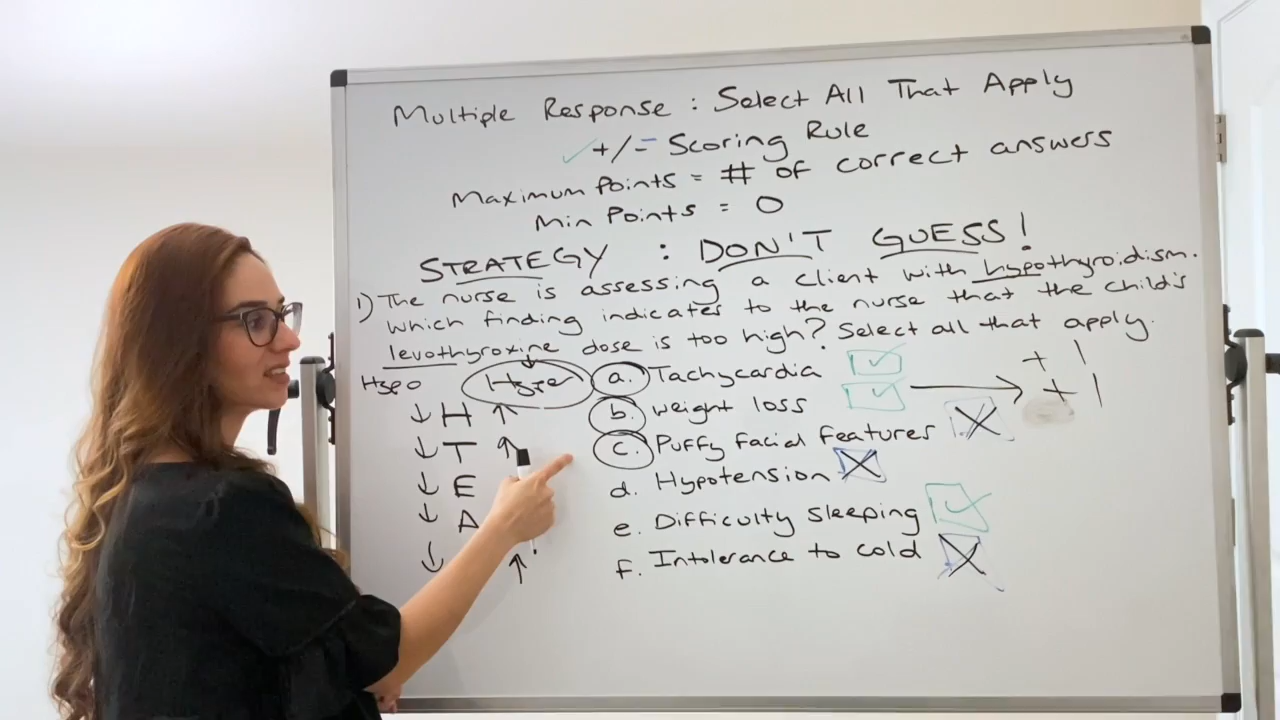 Multiple Response : Select All That Apply
✓ +/- Scoring Rule
Maximum Points = # of correct answers
Min Points = 0
STRATEGY : DON'T GUESS!
1) The nurse is assessing a client with hypothyroidism.
which finding indicates to the nurse that the child's
levothyroxine dose is too high? Select all that apply.
Hypo Hyper
↓ H ↑
↓ T ↑
↓ E
↓ A
↓ ↑
a. Tachycardia ✓ + 1
b. weight loss ✓ → + 1
c. Puffy facial features X
d. Hypotension X
e. Difficulty sleeping ✓
f. Intolerance to cold X